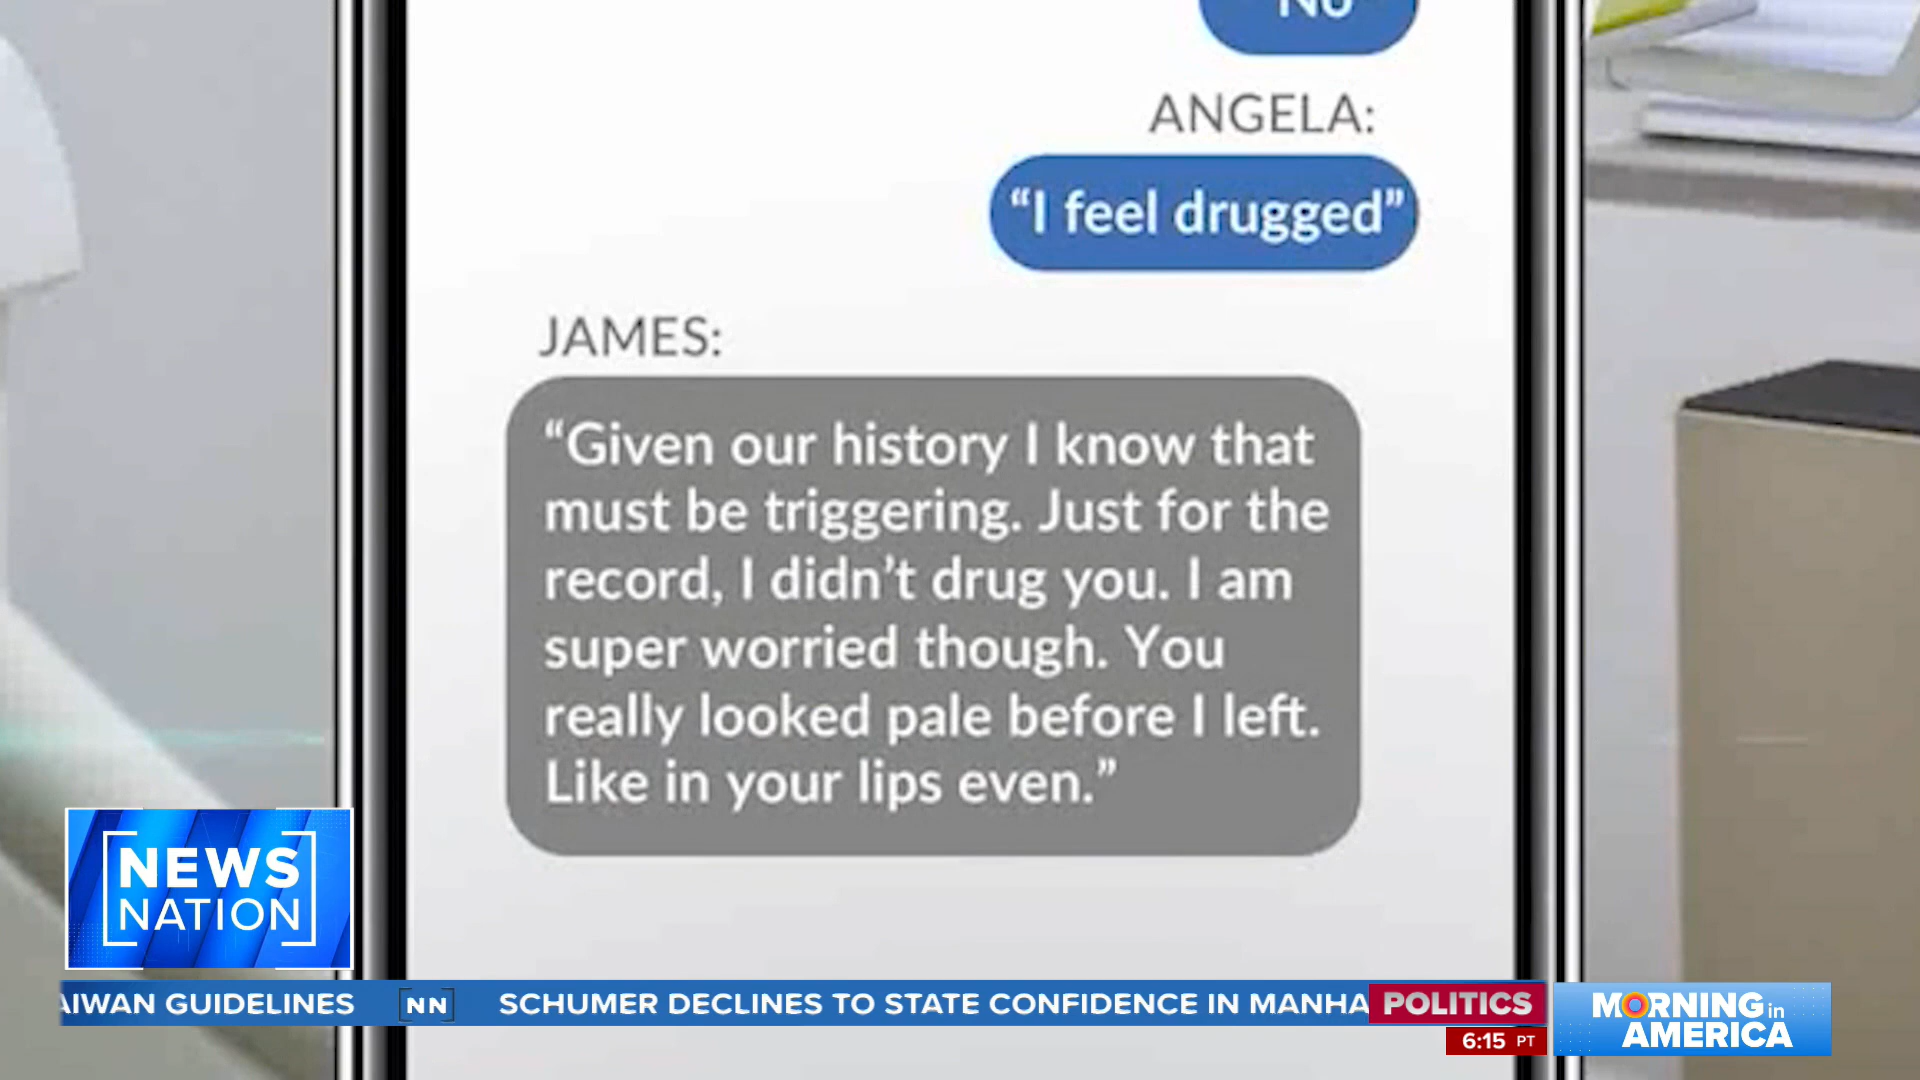 No
ANGELA:
“I feel drugged”
JAMES:
“Given our history I know that
must be triggering. Just for the
record, I didn’t drug you. I am
super worried though. You
really looked pale before I left.
Like in your lips even.”
NEWS
NATION
AIWAN GUIDELINES NN SCHUMER DECLINES TO STATE CONFIDENCE IN MANHA
POLITICS
6:15 PT
MORNING in
AMERICA